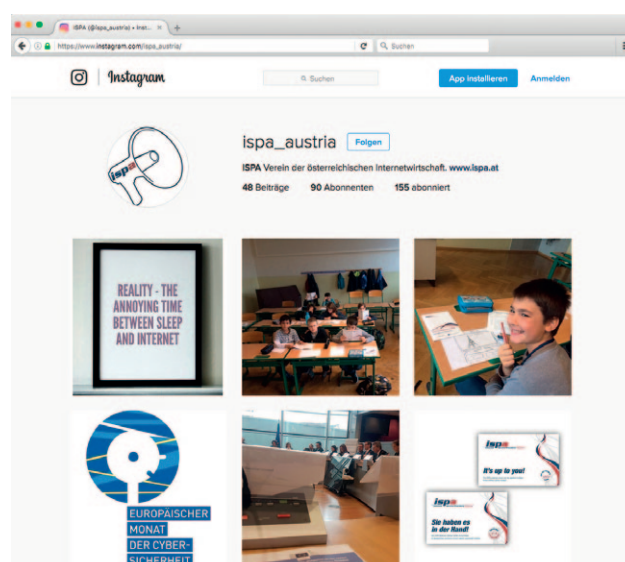 ISPA (@ispa_austria) • Inst...
https://www.instagram.com/ispa_austria/
Suchen
Instagram
Suchen
App installieren
Anmelden
ispa_austria
Folgen
ISPA Verein der österreichischen Internetwirtschaft. www.ispa.at
48 Beiträge 90 Abonnenten 155 abonniert
ispa
REALITY - THE
ANNOYING TIME
BETWEEN SLEEP
AND INTERNET
EUROPÄISCHER
MONAT
DER CYBER-
SICHERHEIT
ispa
It's up to you!
ispa
Sie haben es
in der Hand!